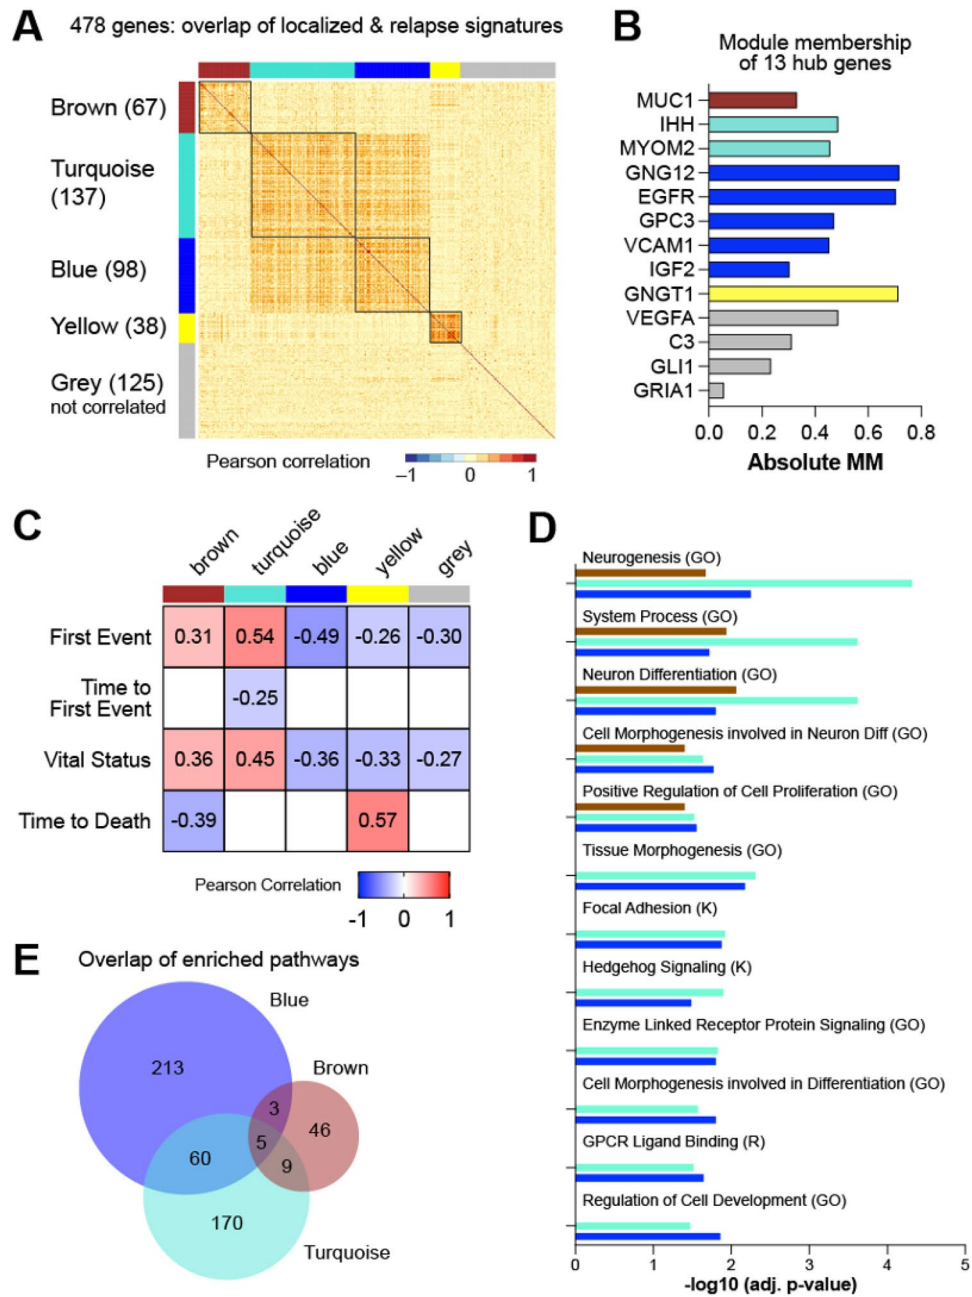 A
478 genes: overlap of localized & relapse signatures
Brown (67)
Turquoise
(137)
Blue (98)
Yellow (38)
Grey (125)
not correlated
Pearson correlation
−1 0 1
B
Module membership
of 13 hub genes
MUC1
IHH
MYOM2
GNG12
EGFR
GPC3
VCAM1
IGF2
GNGT1
VEGFA
C3
GLI1
GRIA1
0.0 0.2 0.4 0.6 0.8
Absolute MM
C
brown turquoise blue yellow grey
First Event 0.31 0.54 -0.49 -0.26 -0.30
Time to
First Event -0.25
Vital Status 0.36 0.45 -0.36 -0.33 -0.27
Time to Death -0.39 0.57
Pearson Correlation
-1 0 1
D
Neurogenesis (GO)
System Process (GO)
Neuron Differentiation (GO)
Cell Morphogenesis involved in Neuron Diff (GO)
Positive Regulation of Cell Proliferation (GO)
Tissue Morphogenesis (GO)
Focal Adhesion (K)
Hedgehog Signaling (K)
Enzyme Linked Receptor Protein Signaling (GO)
Cell Morphogenesis involved in Differentiation (GO)
GPCR Ligand Binding (R)
Regulation of Cell Development (GO)
0 1 2 3 4 5
-log10 (adj. p-value)
E
Overlap of enriched pathways
Blue
213
Brown
3
46
5
60
9
170
Turquoise